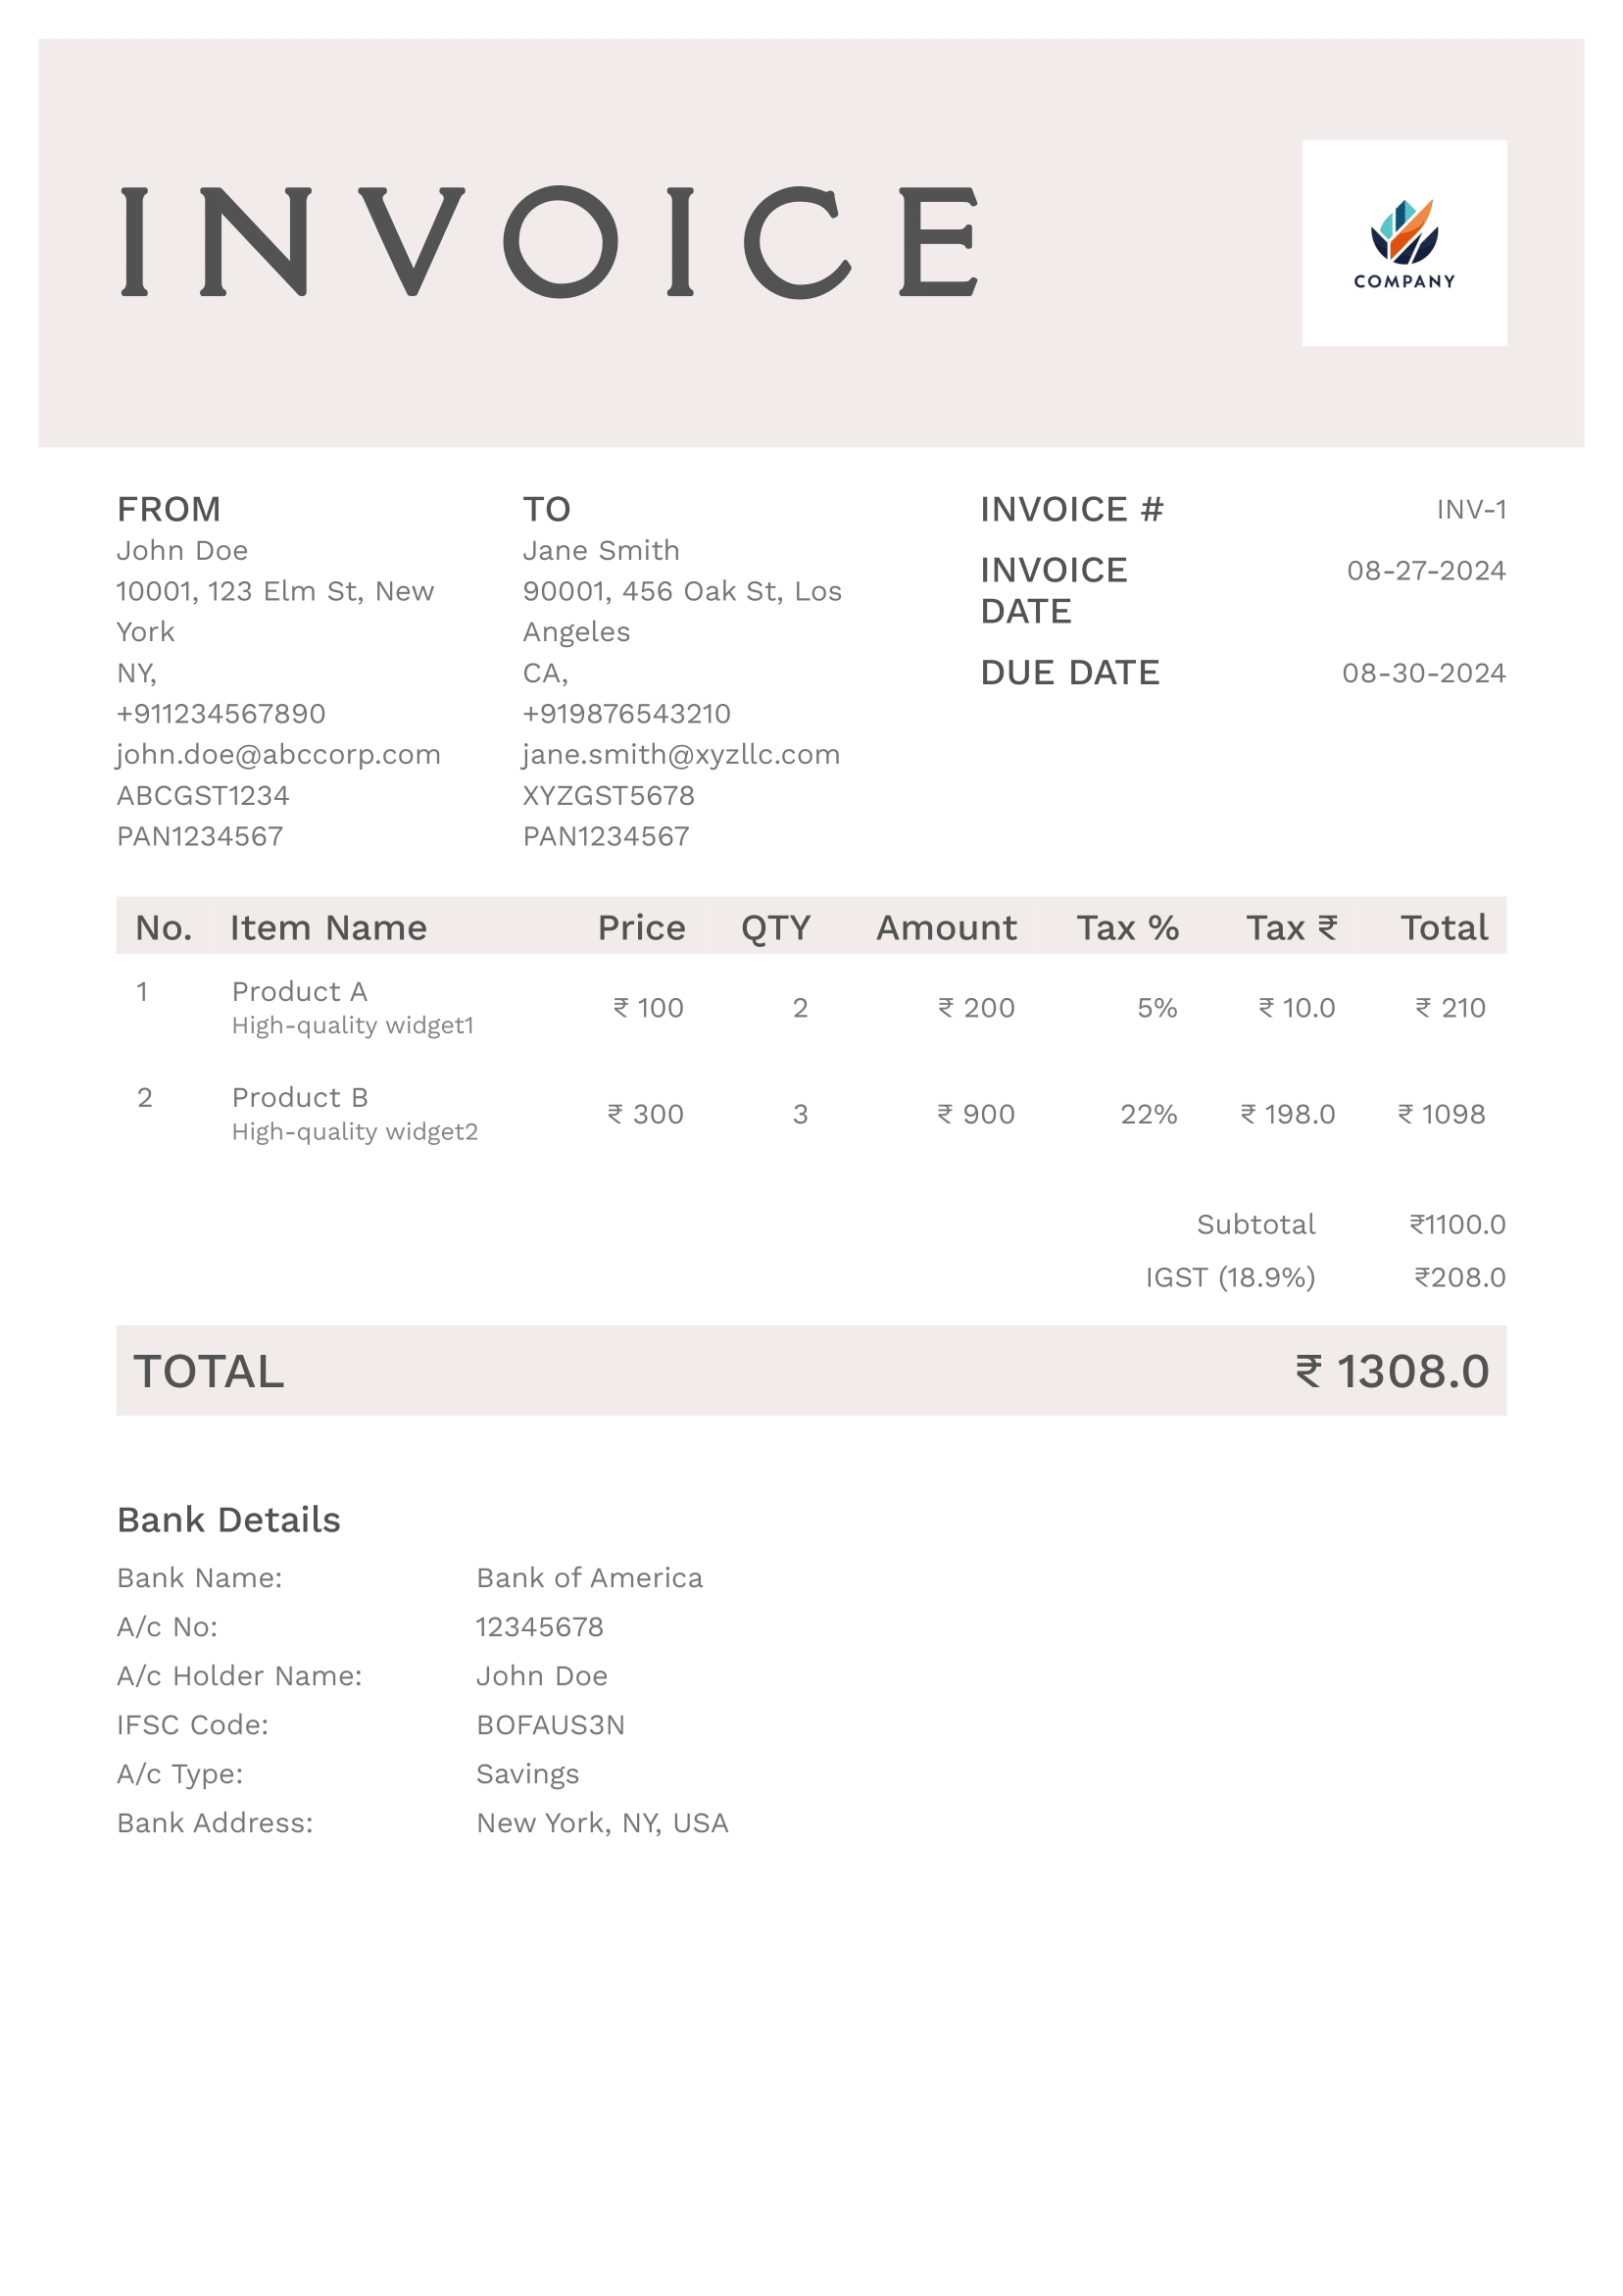 INVOICE
COMPANY
FROM
John Doe
10001, 123 Elm St, New
York
NY,
+911234567890
john.doe@abccorp.com
ABCGST1234
PAN1234567
TO
Jane Smith
90001, 456 Oak St, Los
Angeles
CA,
+919876543210
jane.smith@xyzllc.com
XYZGST5678
PAN1234567
INVOICE # INV-1
INVOICE 08-27-2024
DATE
DUE DATE 08-30-2024
No. Item Name Price QTY Amount Tax % Tax ₹ Total
1 Product A ₹ 100 2 ₹ 200 5% ₹ 10.0 ₹ 210
High-quality widget1
2 Product B ₹ 300 3 ₹ 900 22% ₹ 198.0 ₹ 1098
High-quality widget2
Subtotal ₹1100.0
IGST (18.9%) ₹208.0
TOTAL ₹ 1308.0
Bank Details
Bank Name: Bank of America
A/c No: 12345678
A/c Holder Name: John Doe
IFSC Code: BOFAUS3N
A/c Type: Savings
Bank Address: New York, NY, USA